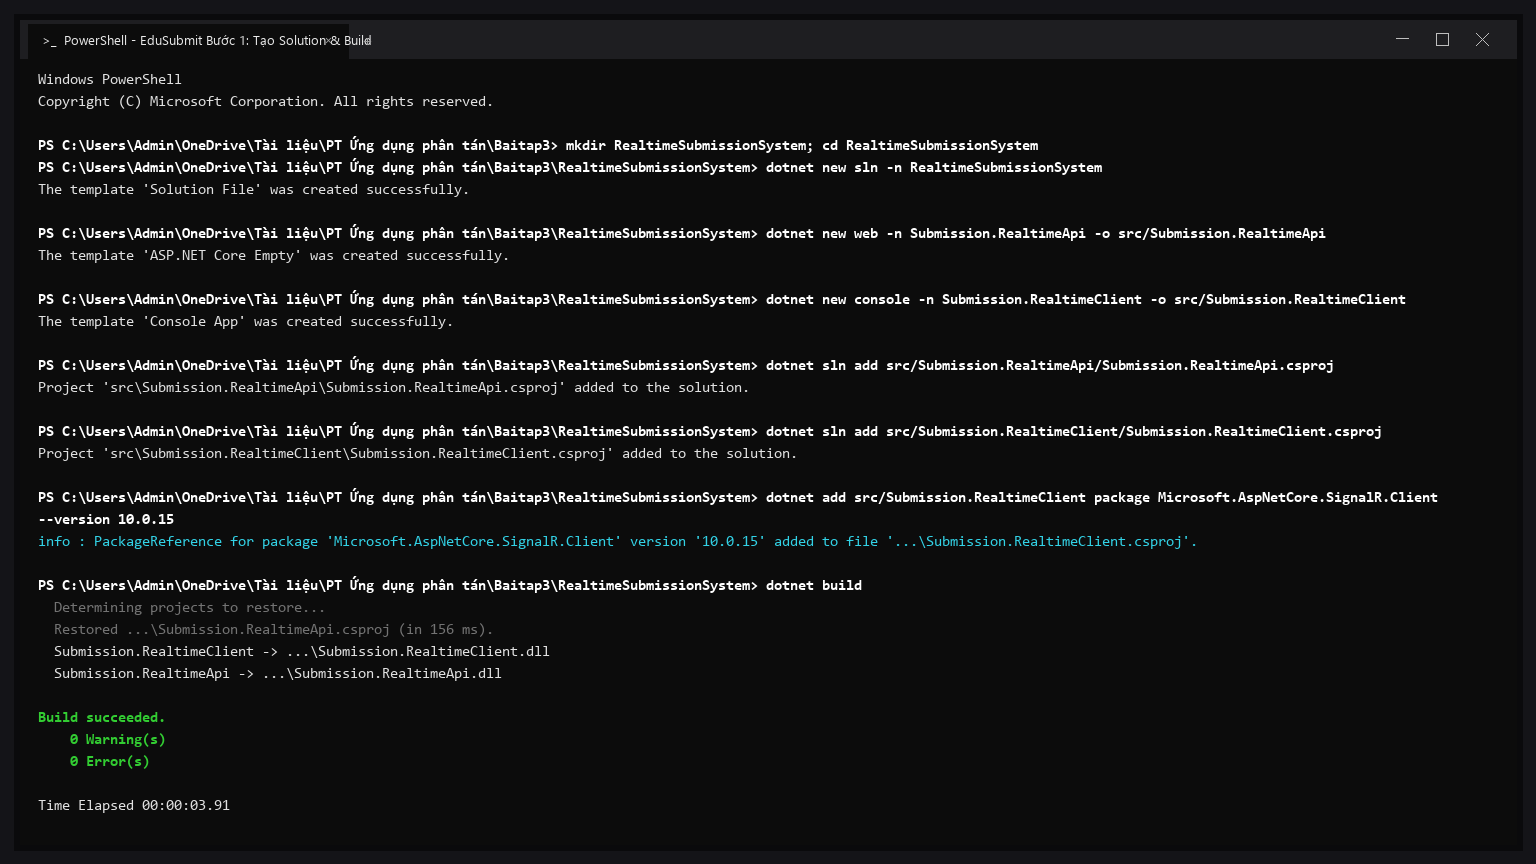 >_ PowerShell - EduSubmit Bước 1: Tạo Solution & Build
Windows PowerShell
Copyright (C) Microsoft Corporation. All rights reserved.
PS C:\Users\Admin\OneDrive\Tài liệu\PT Ứng dụng phân tán\Baitap3> mkdir RealtimeSubmissionSystem; cd RealtimeSubmissionSystem
PS C:\Users\Admin\OneDrive\Tài liệu\PT Ứng dụng phân tán\Baitap3\RealtimeSubmissionSystem> dotnet new sln -n RealtimeSubmissionSystem
The template 'Solution File' was created successfully.
PS C:\Users\Admin\OneDrive\Tài liệu\PT Ứng dụng phân tán\Baitap3\RealtimeSubmissionSystem> dotnet new web -n Submission.RealtimeApi -o src/Submission.RealtimeApi
The template 'ASP.NET Core Empty' was created successfully.
PS C:\Users\Admin\OneDrive\Tài liệu\PT Ứng dụng phân tán\Baitap3\RealtimeSubmissionSystem> dotnet new console -n Submission.RealtimeClient -o src/Submission.RealtimeClient
The template 'Console App' was created successfully.
PS C:\Users\Admin\OneDrive\Tài liệu\PT Ứng dụng phân tán\Baitap3\RealtimeSubmissionSystem> dotnet sln add src/Submission.RealtimeApi/Submission.RealtimeApi.csproj
Project 'src\Submission.RealtimeApi\Submission.RealtimeApi.csproj' added to the solution.
PS C:\Users\Admin\OneDrive\Tài liệu\PT Ứng dụng phân tán\Baitap3\RealtimeSubmissionSystem> dotnet sln add src/Submission.RealtimeClient/Submission.RealtimeClient.csproj
Project 'src\Submission.RealtimeClient\Submission.RealtimeClient.csproj' added to the solution.
PS C:\Users\Admin\OneDrive\Tài liệu\PT Ứng dụng phân tán\Baitap3\RealtimeSubmissionSystem> dotnet add src/Submission.RealtimeClient package Microsoft.AspNetCore.SignalR.Client
--version 10.0.15
info : PackageReference for package 'Microsoft.AspNetCore.SignalR.Client' version '10.0.15' added to file '...\Submission.RealtimeClient.csproj'.
PS C:\Users\Admin\OneDrive\Tài liệu\PT Ứng dụng phân tán\Baitap3\RealtimeSubmissionSystem> dotnet build
Determining projects to restore...
Restored ...\Submission.RealtimeApi.csproj (in 156 ms).
Submission.RealtimeClient -> ...\Submission.RealtimeClient.dll
Submission.RealtimeApi -> ...\Submission.RealtimeApi.dll
Build succeeded.
0 Warning(s)
0 Error(s)
Time Elapsed 00:00:03.91